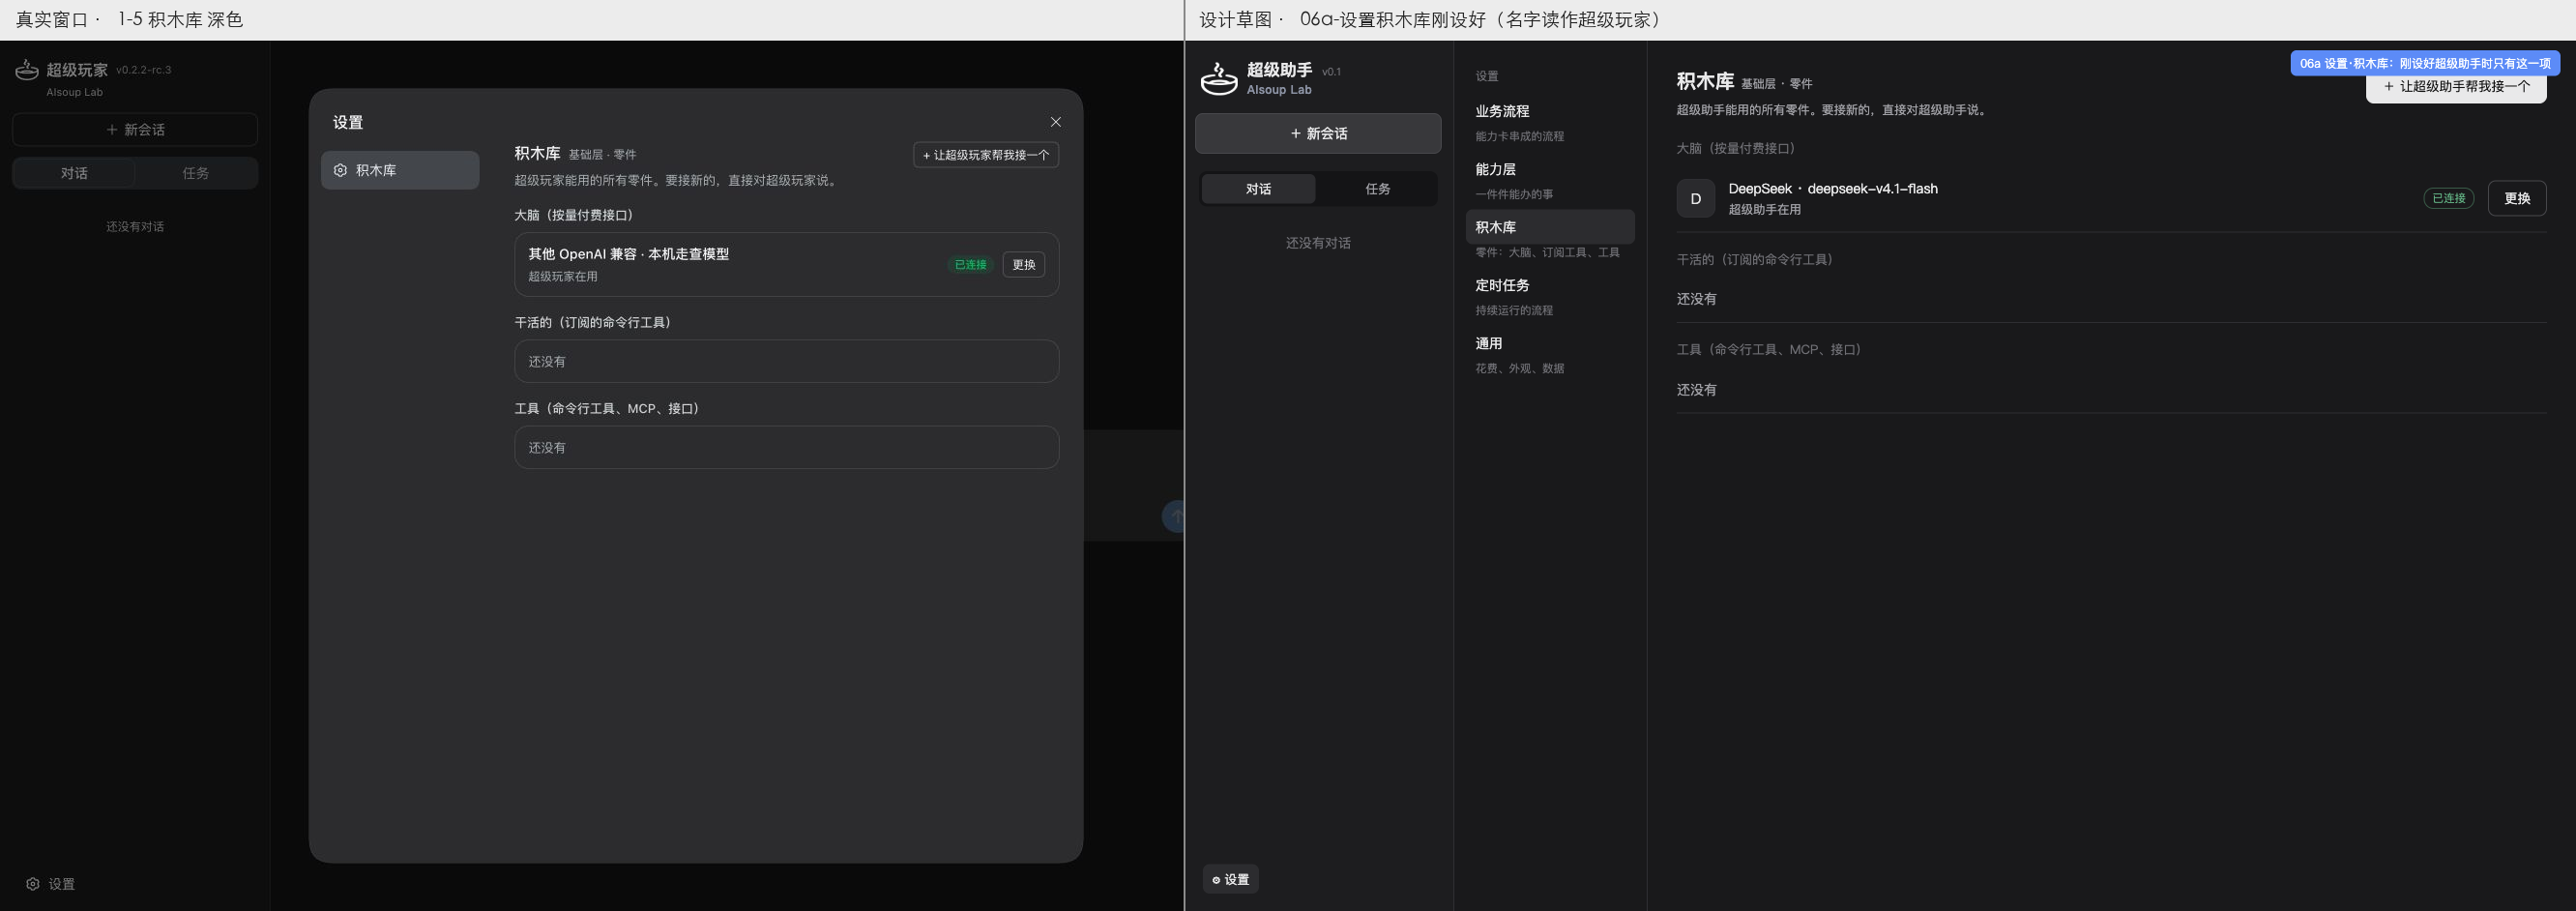 真实窗口 · 1-5 积木库 深色
超级玩家 v0.2.2-rc.3
AIsoup Lab
+ 新会话
对话 任务
还没有对话
设置
设置
积木库
积木库 基础层 · 零件
+ 让超级玩家帮我接一个
超级玩家能用的所有零件。要接新的，直接对超级玩家说。
大脑（按量付费接口）
其他 OpenAI 兼容 · 本机走查模型
超级玩家在用
已连接 更换
干活的（订阅的命令行工具）
还没有
工具（命令行工具、MCP、接口）
还没有
设计草图 · 06a-设置积木库刚设好（名字读作超级玩家）
超级助手 v0.1
AIsoup Lab
+ 新会话
对话 任务
还没有对话
设置
设置
业务流程
能力卡串成的流程
能力层
一件件能办的事
积木库
零件：大脑、订阅工具、工具
定时任务
持续运行的流程
通用
花费、外观、数据
06a 设置·积木库：刚设好超级助手时只有这一项
积木库 基础层 · 零件
+ 让超级助手帮我接一个
超级助手能用的所有零件。要接新的，直接对超级助手说。
大脑（按量付费接口）
D
DeepSeek · deepseek-v4.1-flash
超级助手在用
已连接 更换
干活的（订阅的命令行工具）
还没有
工具（命令行工具、MCP、接口）
还没有